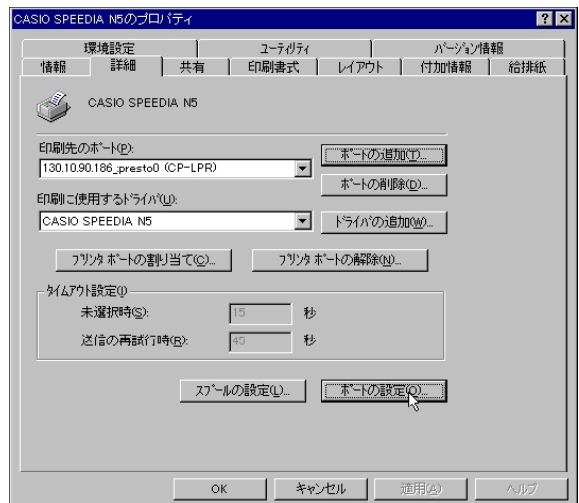 CASIO SPEEDIA N5のプロパティ
環境設定 ユーティリティ バージョン情報
情報 詳細 共有 印刷書式 レイアウト 付加情報 給排紙
CASIO SPEEDIA N5
印刷先のポート(P):
130.10.90.186_:presto0 (CP-LPR)
ポートの追加(T)...
ポートの削除(D)...
印刷に使用するドライバ(U):
CASIO SPEEDIA N5
ドライバの追加(W)...
プリンタ ポートの割り当て(C)... プリンタ ポートの解除(N)...
タイムアウト設定(I)
未選択時(S): 15 秒
送信の再試行時(R): 45 秒
スプールの設定(L)... ポートの設定(O)...
OK キャンセル 適用(A) ヘルプ